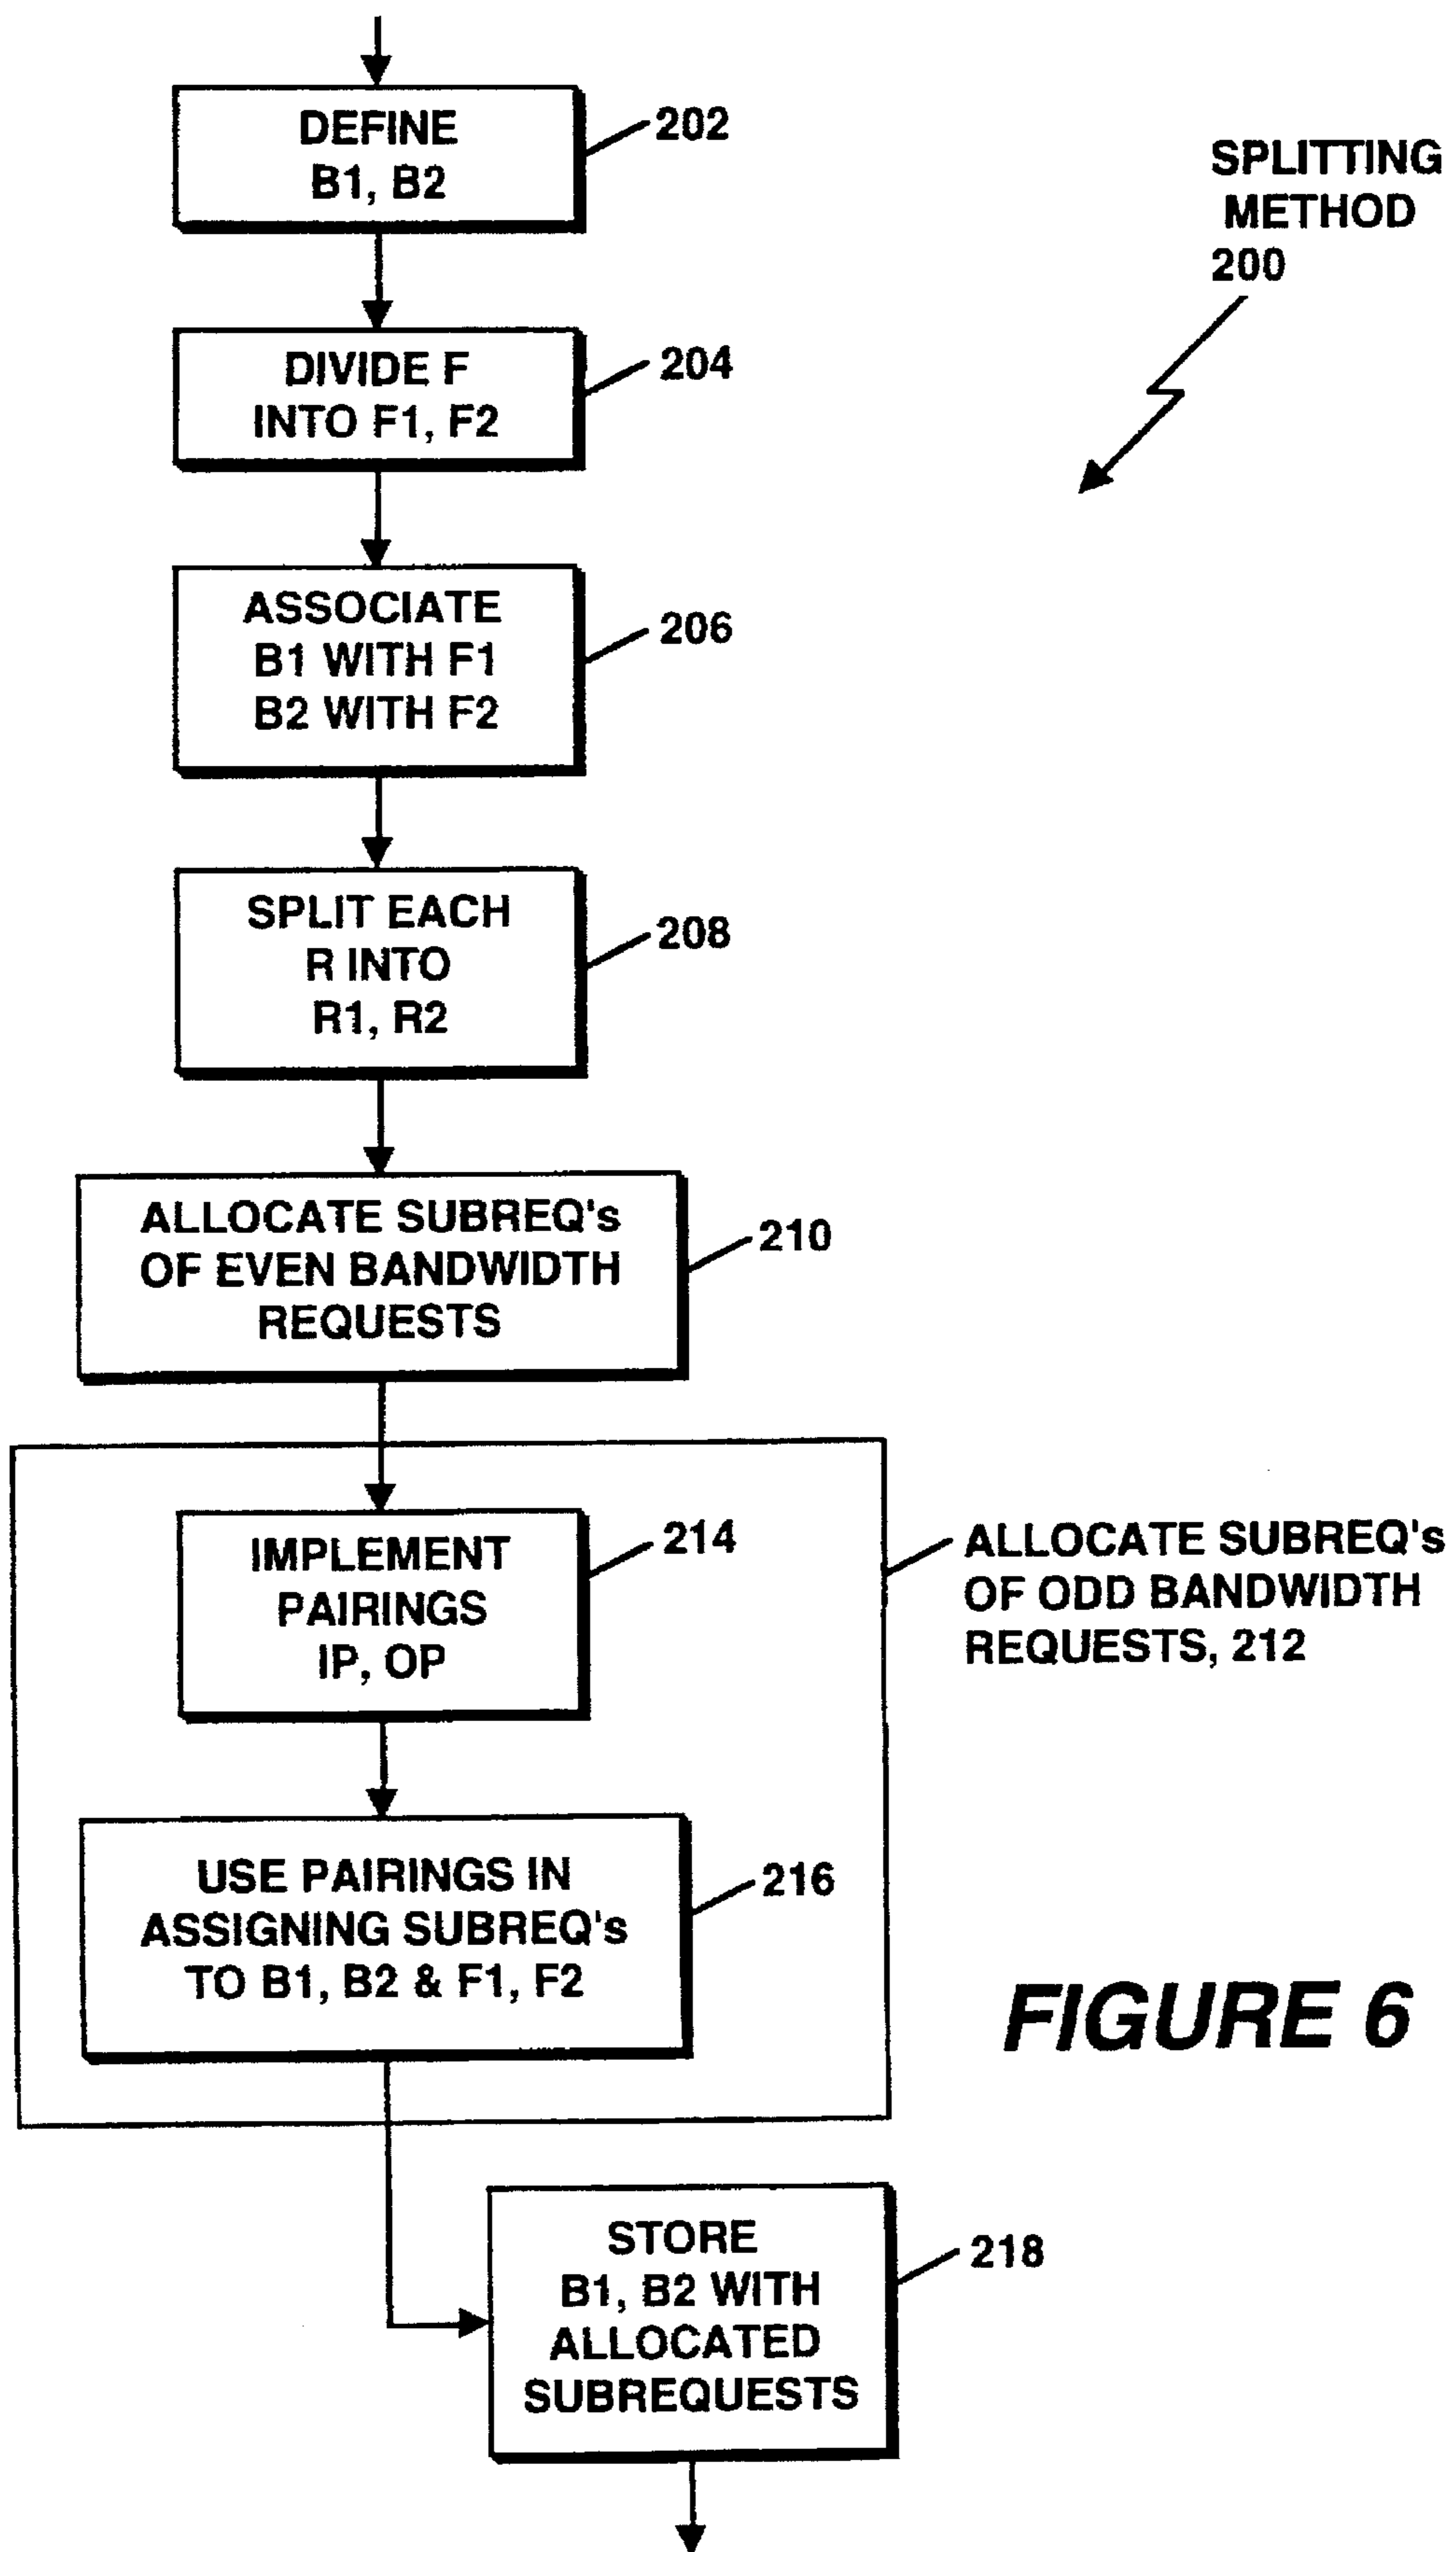 DEFINE
B1, B2
202
SPLITTING
METHOD
200
DIVIDE F
INTO F1, F2
204
ASSOCIATE
B1 WITH F1
B2 WITH F2
206
SPLIT EACH
R INTO
R1, R2
208
ALLOCATE SUBREQ's
OF EVEN BANDWIDTH
REQUESTS
210
IMPLEMENT
PAIRINGS
IP, OP
214
ALLOCATE SUBREQ's
OF ODD BANDWIDTH
REQUESTS, 212
USE PAIRINGS IN
ASSIGNING SUBREQ's
TO B1, B2 & F1, F2
216
FIGURE 6
STORE
B1, B2 WITH
ALLOCATED
SUBREQUESTS
218